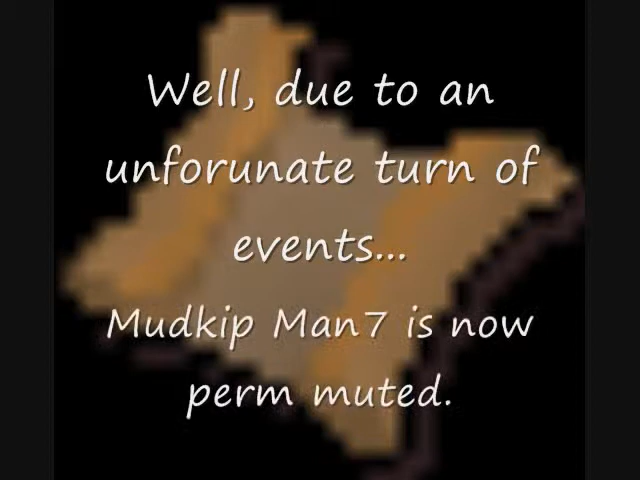 Well, due to an
unforunate turn of
events...
Mudkip Man7 is now
perm muted.